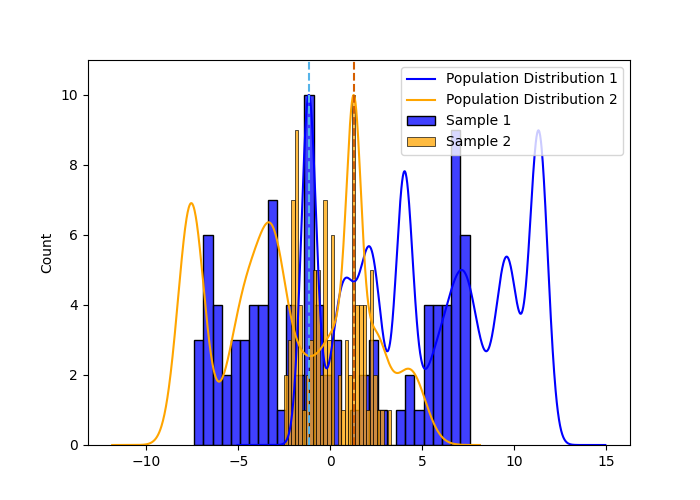 Population Distribution 1
Population Distribution 2
Sample 1
Sample 2
Count
10
8
6
4
2
0
−10
−5
0
5
10
15